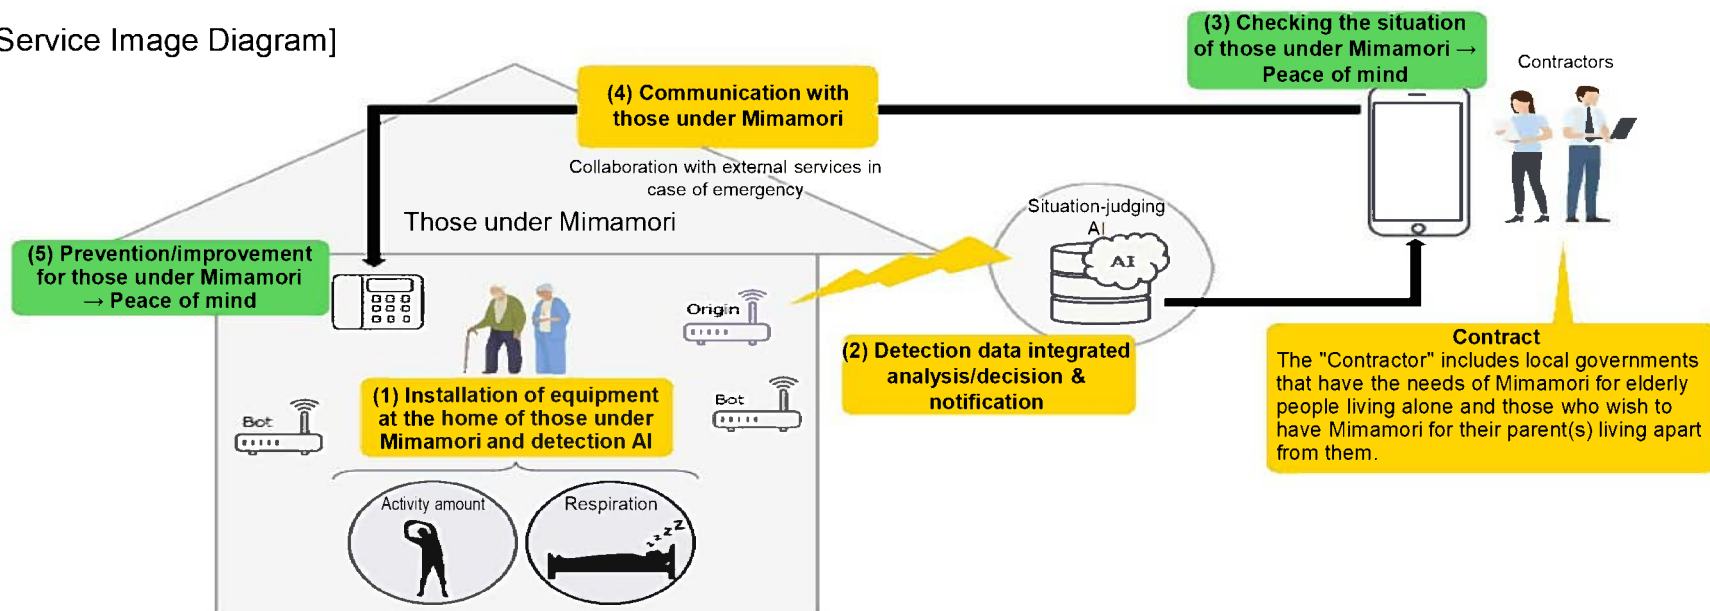 Service Image Diagram]
(3) Checking the situation
of those under Mimamori →
Peace of mind
Contractors
(4) Communication with
those under Mimamori
Collaboration with external services in
case of emergency
Those under Mimamori
Situation-judging
AI
AI
(5) Prevention/improvement
for those under Mimamori
→ Peace of mind
Origin
(2) Detection data integrated
analysis/decision &
notification
Contract
The "Contractor" includes local governments
that have the needs of Mimamori for elderly
people living alone and those who wish to
have Mimamori for their parent(s) living apart
from them.
(1) Installation of equipment
at the home of those under
Mimamori and detection AI
Bot
Bot
Activity amount
Respiration
z z z Z Z